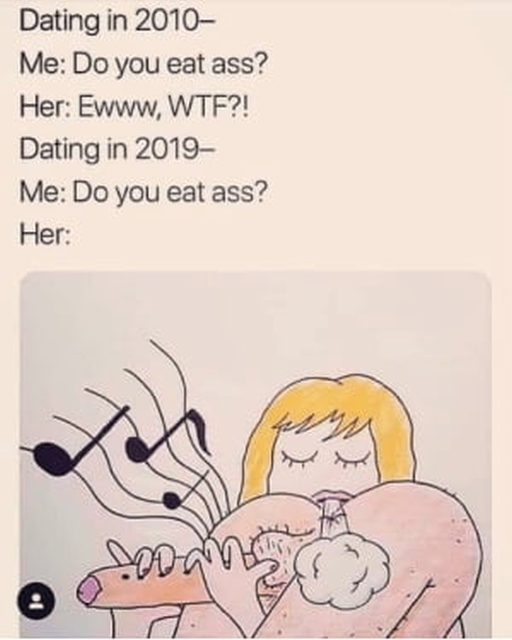 Dating in 2010–
Me: Do you eat ass?
Her: Ewww, WTF?!
Dating in 2019–
Me: Do you eat ass?
Her: